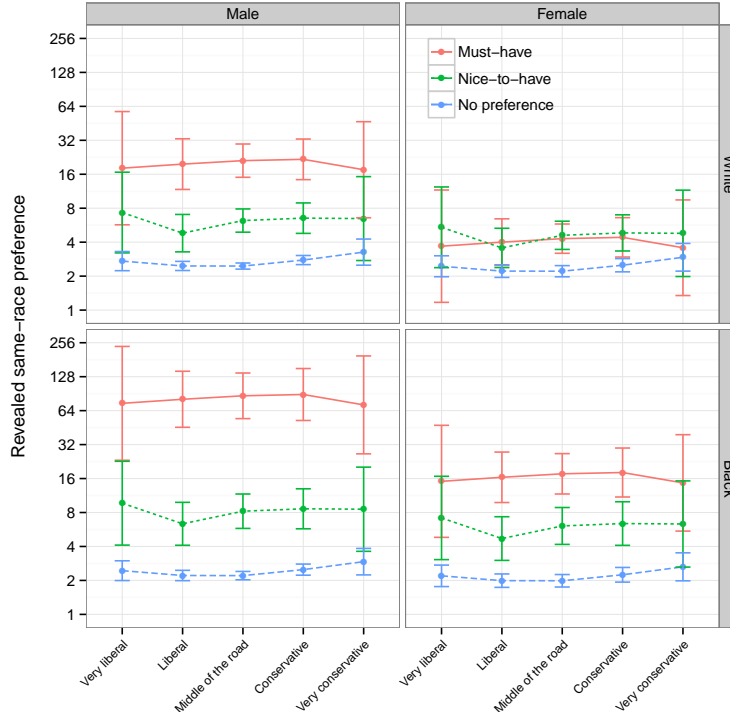 Male
Female
256
128
64
32
16
8
4
2
1
Must−have
Nice−to−have
No preference
White
256
128
64
32
16
8
4
2
1
Black
Revealed same−race preference
Very liberal
Liberal
Middle of the road
Conservative
Very conservative
Very liberal
Liberal
Middle of the road
Conservative
Very conservative